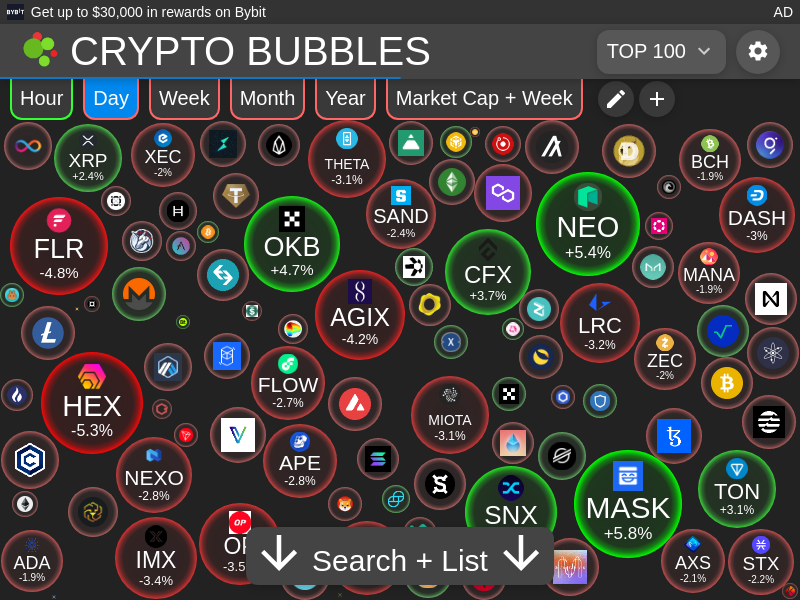 BYBIT Get up to $30,000 in rewards on Bybit AD
CRYPTO BUBBLES
TOP 100
Hour Day Week Month Year Market Cap + Week
XRP
+2.4%
XEC
-2%
THETA
-3.1%
BCH
-1.9%
SAND
-2.4%
NEO
+5.4%
DASH
-3%
FLR
-4.8%
OKB
+4.7%
CFX
+3.7%
MANA
-1.9%
AGIX
-4.2%
LRC
-3.2%
ZEC
-2%
FLOW
-2.7%
HEX
-5.3%
MIOTA
-3.1%
APE
-2.8%
NEXO
-2.8%
SNX
MASK
+5.8%
TON
+3.1%
OP
IMX
-3.4%
-3.5
ADA
-1.9%
AXS
-2.1%
STX
-2.2%
Search + List